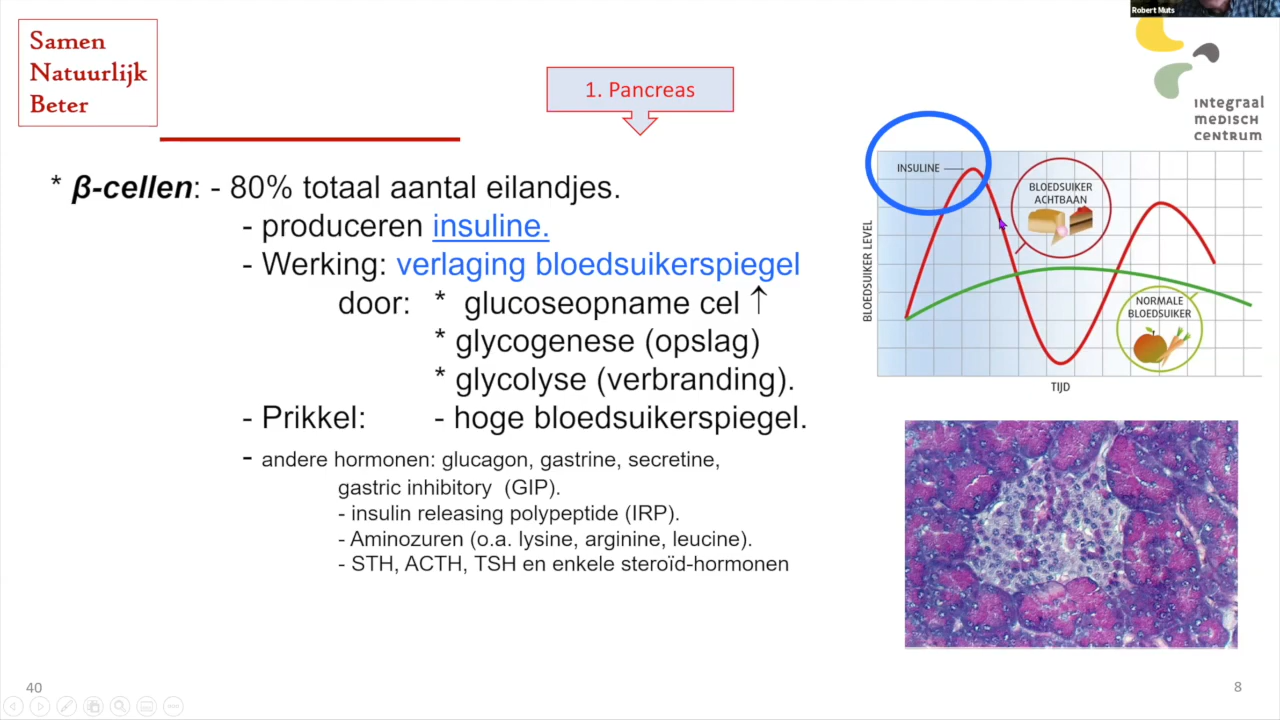 Robert Muts
Samen
Natuurlijk
Beter
1. Pancreas
INTEGRAAL
MEDISCH
CENTRUM
* β-cellen: - 80% totaal aantal eilandjes.
- produceren insuline.
- Werking: verlaging bloedsuikerspiegel
door: * glucoseopname cel ↑
* glycogenese (opslag)
* glycolyse (verbranding).
- Prikkel: - hoge bloedsuikerspiegel.
- andere hormonen: glucagon, gastrine, secretine,
gastric inhibitory (GIP).
- insulin releasing polypeptide (IRP).
- Aminozuren (o.a. lysine, arginine, leucine).
- STH, ACTH, TSH en enkele steroïd-hormonen
INSULINE
BLOEDSUIKER
ACHTBAAN
BLOEDSUIKER LEVEL
NORMALE
BLOEDSUIKER
TIJD
40
8